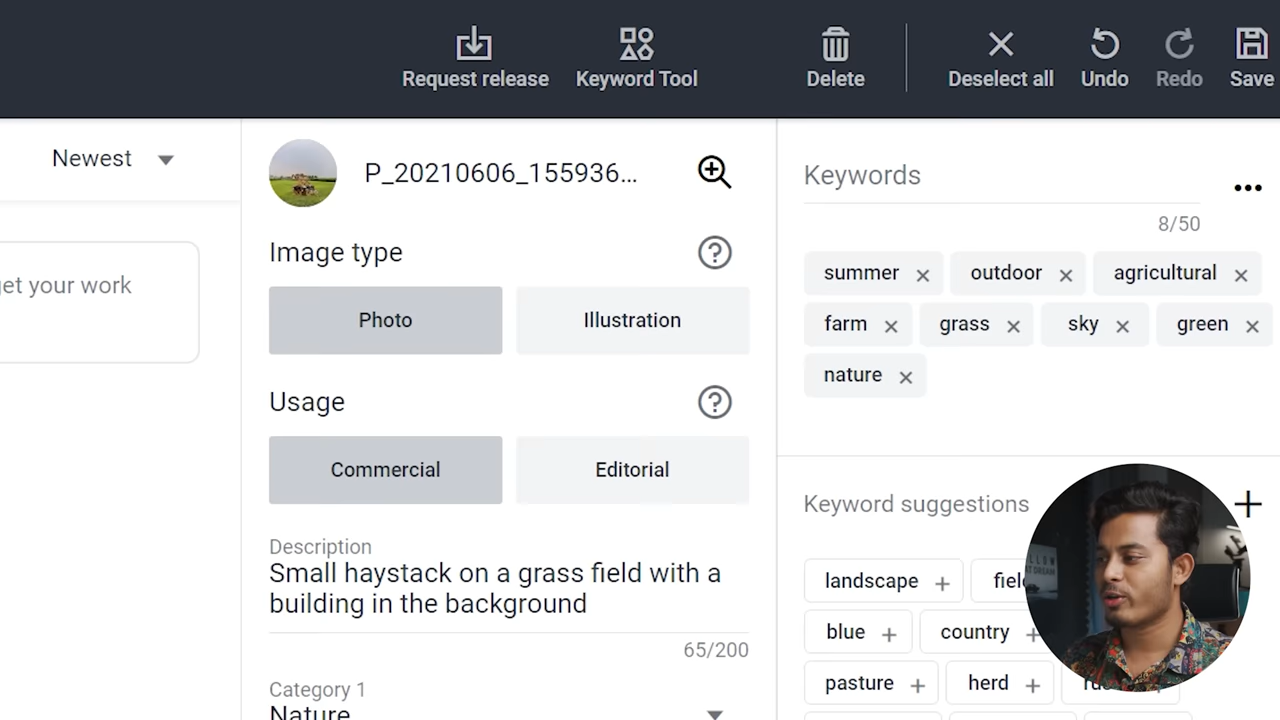 Request release
Keyword Tool
Delete
Deselect all
Undo
Redo
Save
Newest
get your work
P_20210606_155936...
Image type
Photo
Illustration
Usage
Commercial
Editorial
Description
Small haystack on a grass field with a
building in the background
65/200
Category 1
Nature
Keywords
8/50
summer
outdoor
agricultural
farm
grass
sky
green
nature
Keyword suggestions
landscape
blue
country
pasture
herd